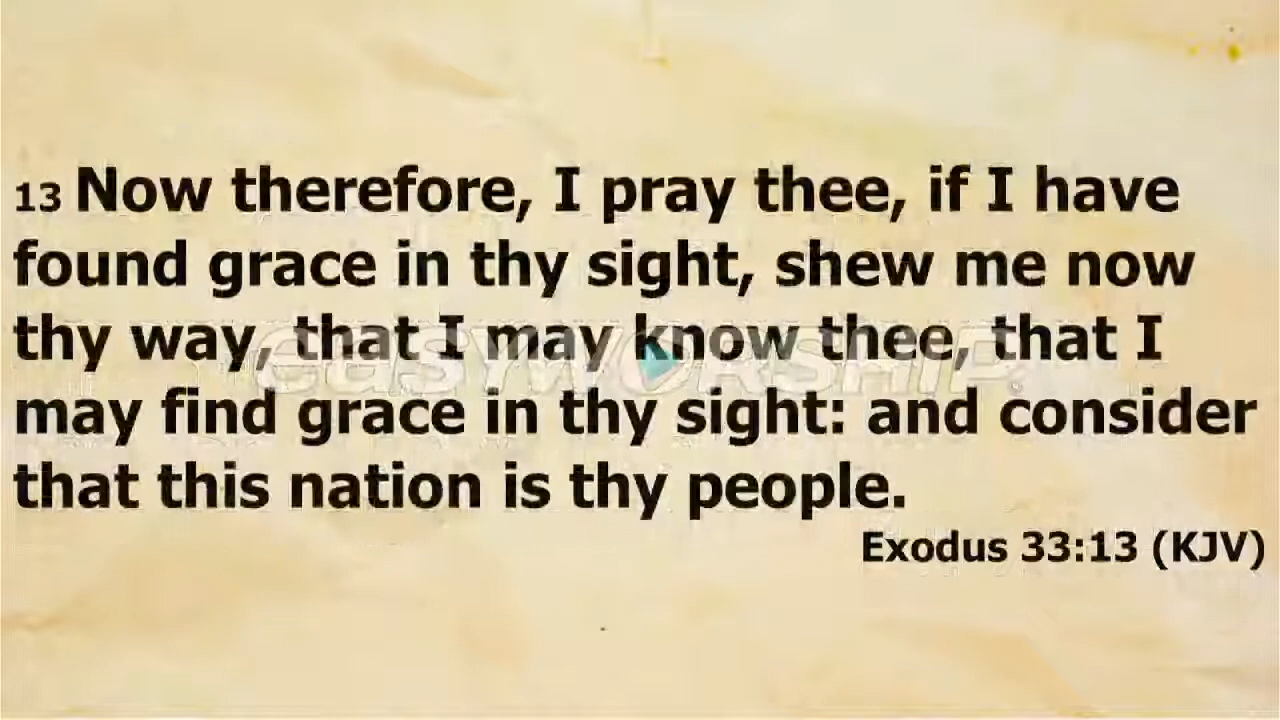 13 Now therefore, I pray thee, if I have
found grace in thy sight, shew me now
thy way, that I may know thee, that I
may find grace in thy sight: and consider
that this nation is thy people.
Exodus 33:13 (KJV)
easyworship